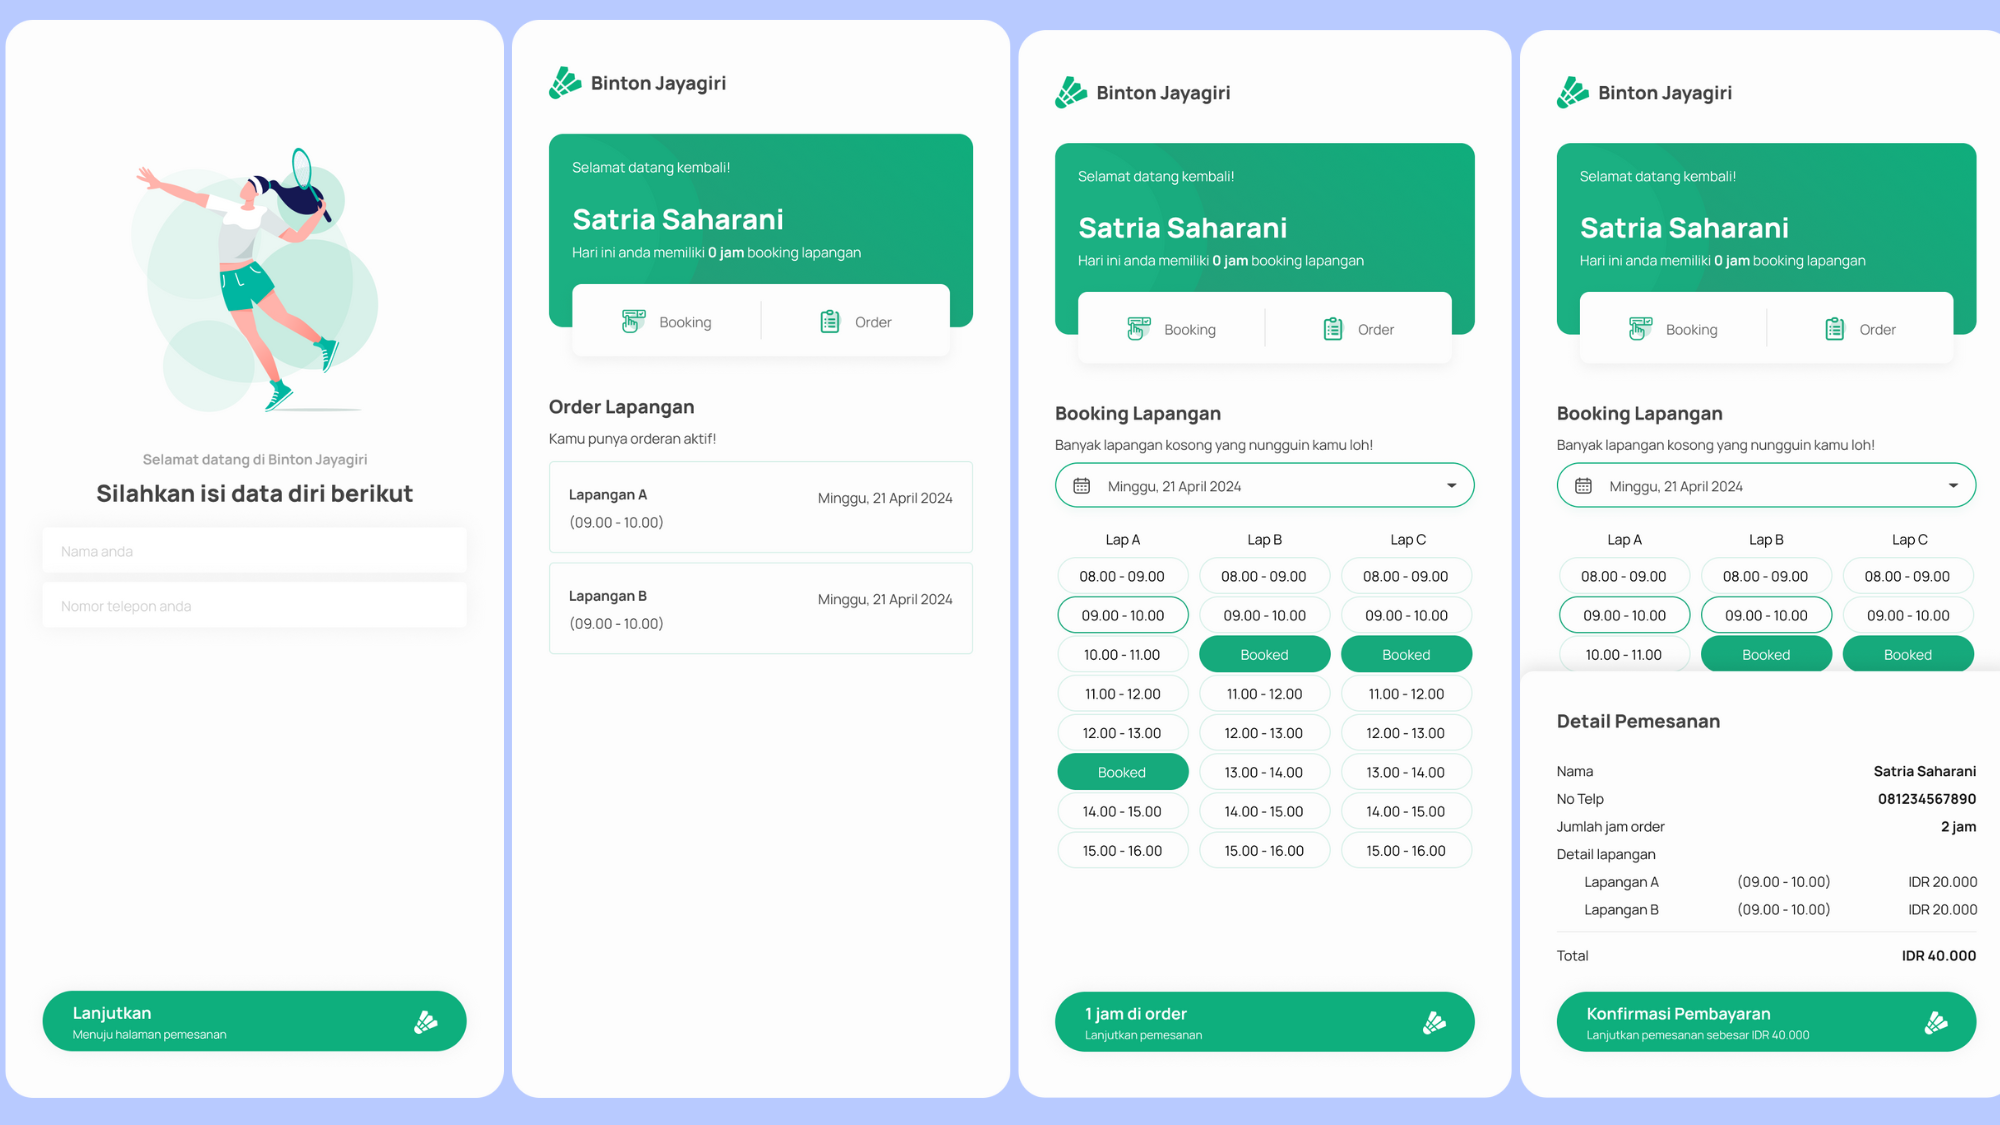 Selamat datang di Binton Jayagiri
Silahkan isi data diri berikut
Nama anda
Nomor telepon anda
Lanjutkan
Menuju halaman pemesanan
Binton Jayagiri
Selamat datang kembali!
Satria Saharani
Hari ini anda memiliki 0 jam booking lapangan
Booking Order
Order Lapangan
Kamu punya orderan aktif!
Lapangan A Minggu, 21 April 2024
(09.00 - 10.00)
Lapangan B Minggu, 21 April 2024
(09.00 - 10.00)
Binton Jayagiri
Selamat datang kembali!
Satria Saharani
Hari ini anda memiliki 0 jam booking lapangan
Booking Order
Booking Lapangan
Banyak lapangan kosong yang nungguin kamu loh!
Minggu, 21 April 2024
Lap A Lap B Lap C
08.00 - 09.00 08.00 - 09.00 08.00 - 09.00
09.00 - 10.00 09.00 - 10.00 09.00 - 10.00
10.00 - 11.00 Booked Booked
11.00 - 12.00 11.00 - 12.00 11.00 - 12.00
12.00 - 13.00 12.00 - 13.00 12.00 - 13.00
Booked 13.00 - 14.00 13.00 - 14.00
14.00 - 15.00 14.00 - 15.00 14.00 - 15.00
15.00 - 16.00 15.00 - 16.00 15.00 - 16.00
1 jam di order
Lanjutkan pemesanan
Binton Jayagiri
Selamat datang kembali!
Satria Saharani
Hari ini anda memiliki 0 jam booking lapangan
Booking Order
Booking Lapangan
Banyak lapangan kosong yang nungguin kamu loh!
Minggu, 21 April 2024
Lap A Lap B Lap C
08.00 - 09.00 08.00 - 09.00 08.00 - 09.00
09.00 - 10.00 09.00 - 10.00 09.00 - 10.00
10.00 - 11.00 Booked Booked
Detail Pemesanan
Nama Satria Saharani
No Telp 081234567890
Jumlah jam order 2 jam
Detail lapangan
Lapangan A (09.00 - 10.00) IDR 20.000
Lapangan B (09.00 - 10.00) IDR 20.000
Total IDR 40.000
Konfirmasi Pembayaran
Lanjutkan pemesanan sebesar IDR 40.000